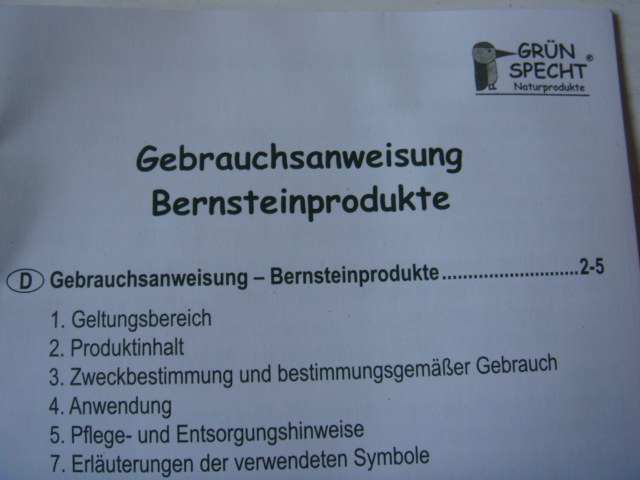 GRÜN
SPECHT®
Naturprodukte
Gebrauchsanweisung
Bernsteinprodukte
D Gebrauchsanweisung – Bernsteinprodukte...........................2-5
1. Geltungsbereich
2. Produktinhalt
3. Zweckbestimmung und bestimmungsgemäßer Gebrauch
4. Anwendung
5. Pflege- und Entsorgungshinweise
7. Erläuterungen der verwendeten Symbole